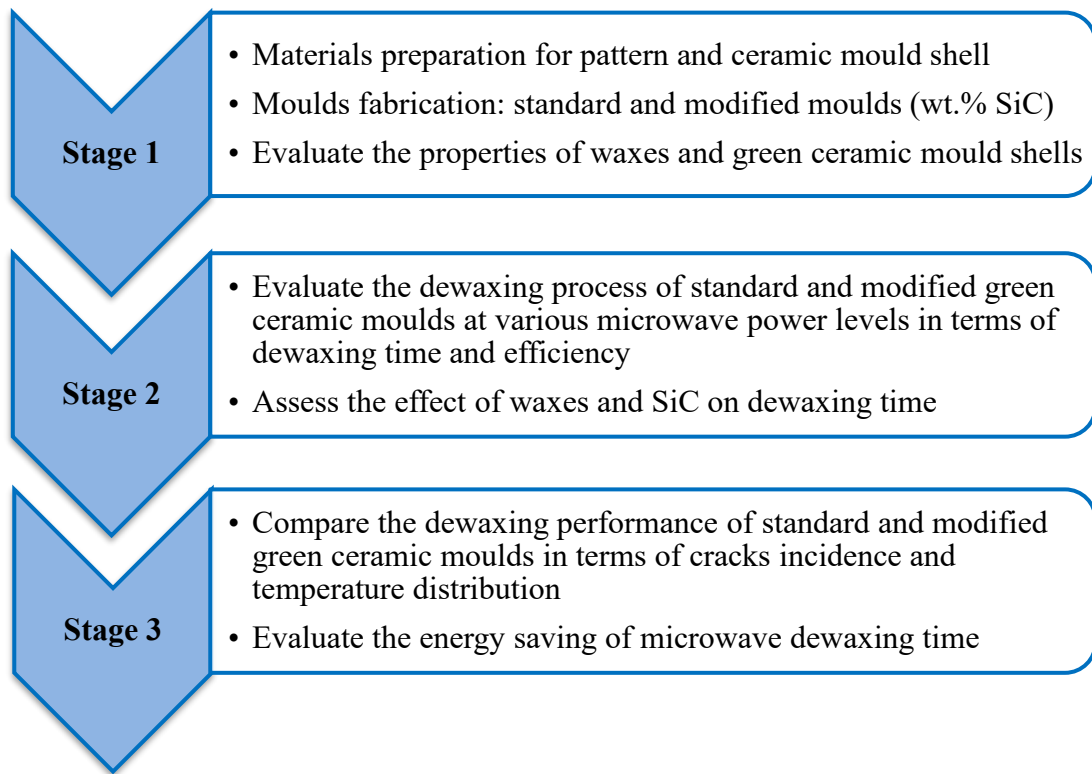 Stage 1
• Materials preparation for pattern and ceramic mould shell
• Moulds fabrication: standard and modified moulds (wt.% SiC)
• Evaluate the properties of waxes and green ceramic mould shells
Stage 2
• Evaluate the dewaxing process of standard and modified green
ceramic moulds at various microwave power levels in terms of
dewaxing time and efficiency
• Assess the effect of waxes and SiC on dewaxing time
Stage 3
• Compare the dewaxing performance of standard and modified
green ceramic moulds in terms of cracks incidence and
temperature distribution
• Evaluate the energy saving of microwave dewaxing time